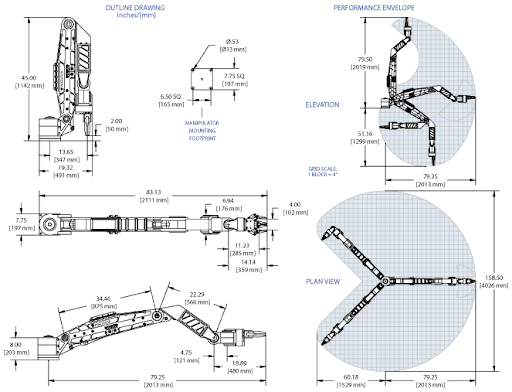 OUTLINE DRAWING
Inches/[mm]
PERFORMANCE ENVELOPE
45.00
[1142 mm]
2.00
[50 mm]
13.65
[347 mm]
19.32
[491 mm]
Ø.53
[Ø13 mm]
7.75 SQ
[197 mm]
6.50 SQ
[165 mm]
MANIPULATOR
MOUNTING
FOOTPRINT
79.50
[2019 mm]
ELEVATION
51.16
[1299 mm]
GRID SCALE,
1 BLOCK = 4"
79.25
[2013 mm]
83.13
[2111 mm]
7.75
[197 mm]
6.94
[176 mm]
4.00
[102 mm]
11.23
[285 mm]
14.14
[359 mm]
PLAN VIEW
158.50
[4026 mm]
60.18
[1529 mm]
79.25
[2013 mm]
34.46
[875 mm]
22.29
[566 mm]
8.00
[203 mm]
4.75
[121 mm]
18.89
[480 mm]
79.25
[2013 mm]